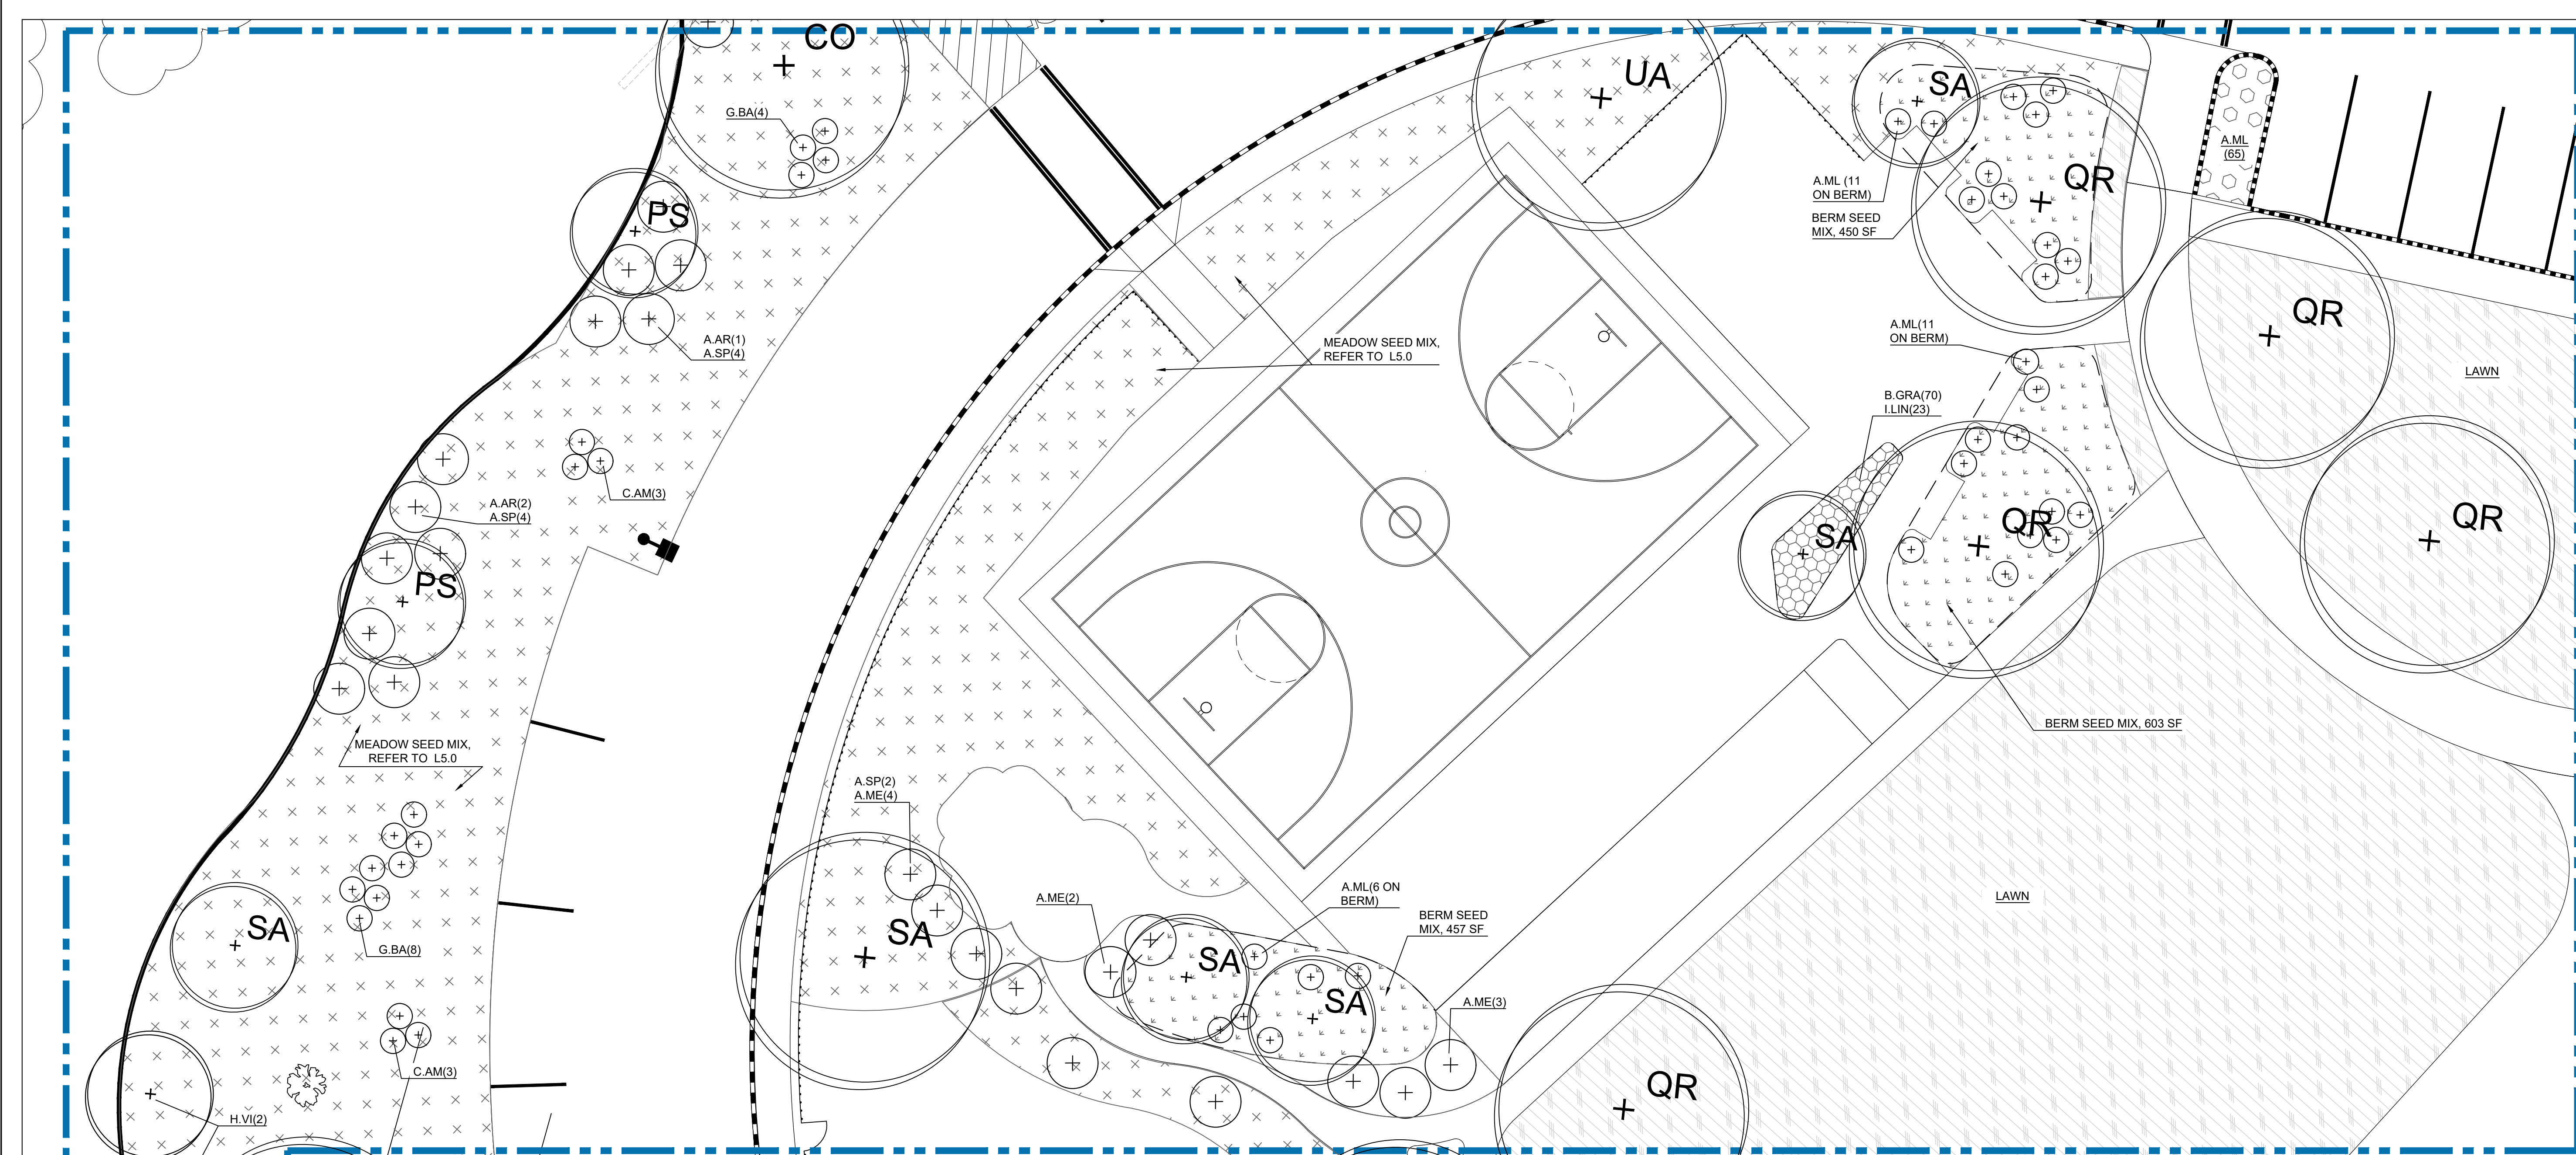 CO
UA
SA
G.BA(4)
A.ML
(65)
QR
A.ML (11
ON BERM)
PS
BERM SEED
MIX, 450 SF
QR
A.ML(11
ON BERM)
A.AR(1)
A.SP(4)
MEADOW SEED MIX,
REFER TO  L5.0
LAWN
B.GRA(70)
I.LIN(23)
C.AM(3)
A.AR(2)
A.SP(4)
QR
QR
SA
PS
BERM SEED MIX, 603 SF
MEADOW SEED MIX,
REFER TO  L5.0
A.SP(2)
A.ME(4)
A.ML(6 ON
BERM)
A.ME(2)
LAWN
BERM SEED
MIX, 457 SF
SA
SA
G.BA(8)
SA
SA
A.ME(3)
C.AM(3)
QR
H.VI(2)